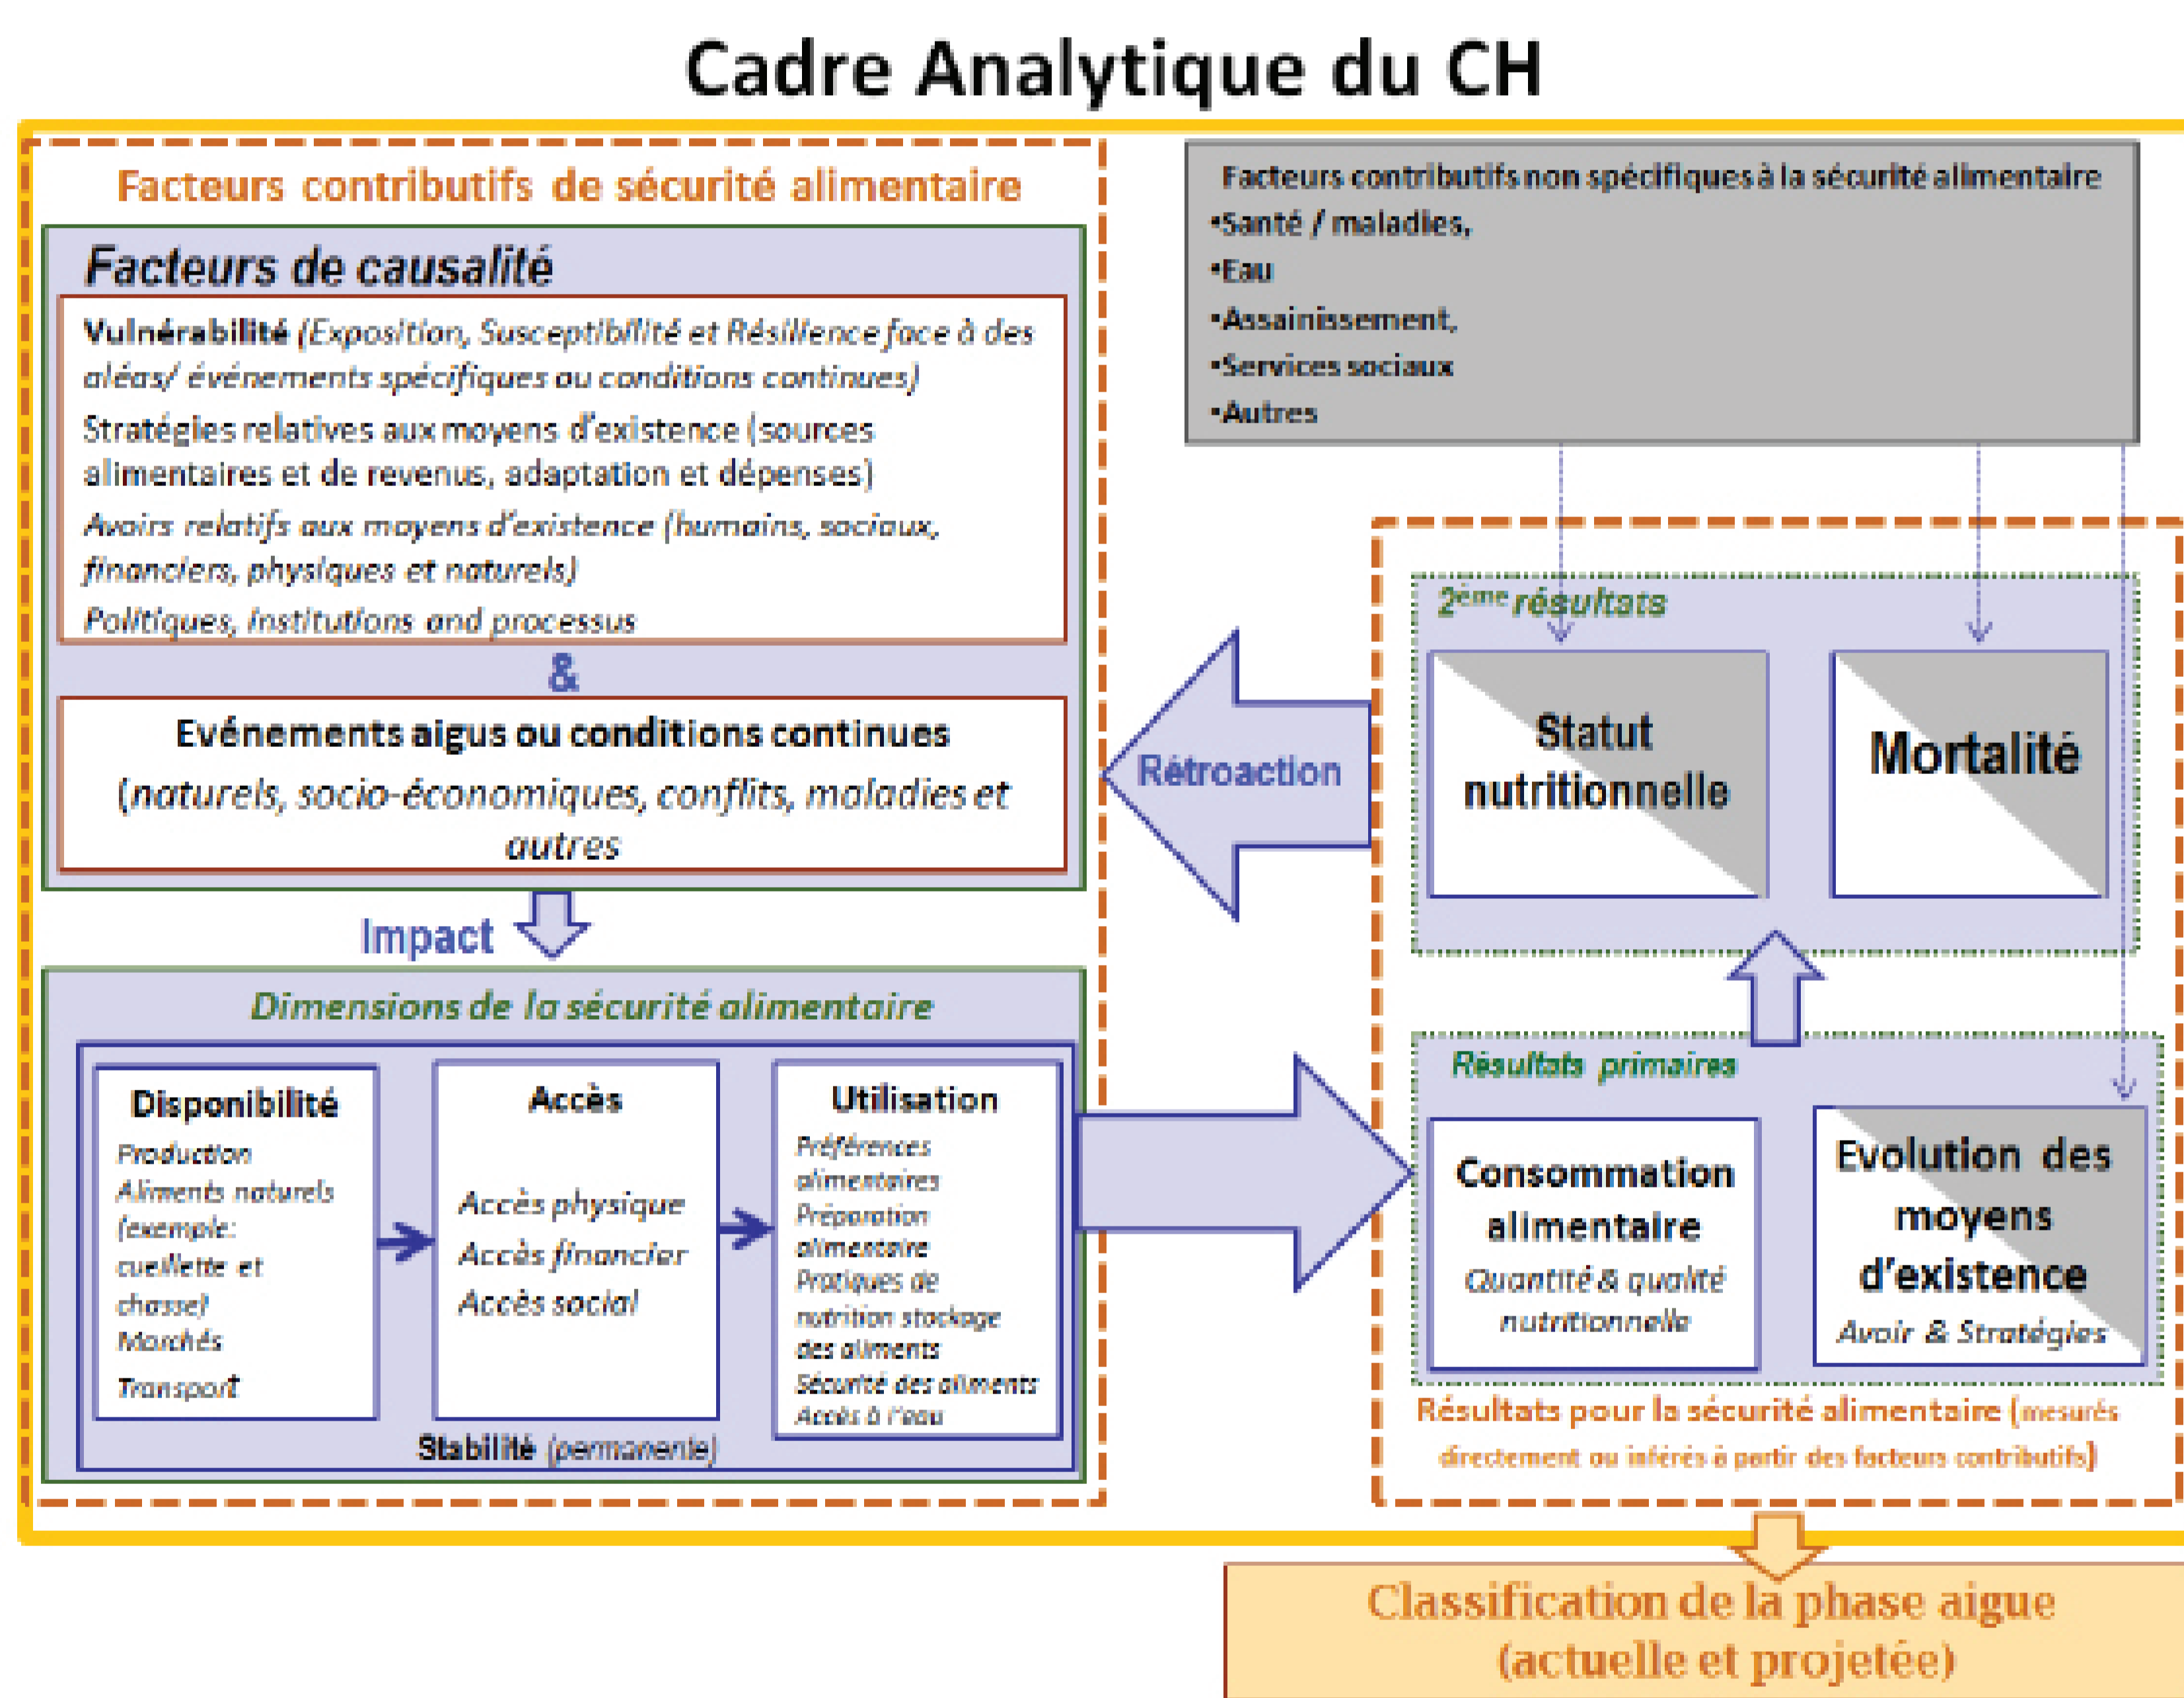 Cadre Analytique du CH
Facteurs contributifs de sécurité alimentaire
Facteurs de causalité
Vulnérabilité (Exposition, Susceptibilité et Résilience face à des
aléas/ événements spécifiques ou conditions continues)
Stratégies relatives aux moyens d'existence (sources
alimentaires et de revenus, adaptation et dépenses)
Avoirs relatifs aux moyens d'existence (humains, sociaux,
financiers, physiques et naturels)
Politiques, institutions and processus
&
Evénements aigus ou conditions continues
(naturels, socio-économiques, conflits, maladies et
autres
Impact
Dimensions de la sécurité alimentaire
Disponibilité
Production
Aliments naturels
(exemple:
cueillette et
chasse)
Marchés
Transport
Accès
Accès physique
Accès financier
Accès social
Utilisation
Préférences
alimentaires
Préparation
alimentaire
Pratiques de
nutrition stockage
des aliments
Sécurité des aliments
Accès à l'eau
Stabilité (permanente)
Facteurs contributifs non spécifiques à la sécurité alimentaire
•Santé / maladies,
•Eau
•Assainissement,
•Services sociaux
•Autres
Rétroaction
2ème résultats
Statut
nutritionnelle
Mortalité
Résultats primaires
Consommation
alimentaire
Quantité & qualité
nutritionnelle
Evolution des
moyens
d'existence
Avoir & Stratégies
Résultats pour la sécurité alimentaire (mesurés
directement ou inférés à partir des facteurs contributifs)
Classification de la phase aigue
(actuelle et projetée)